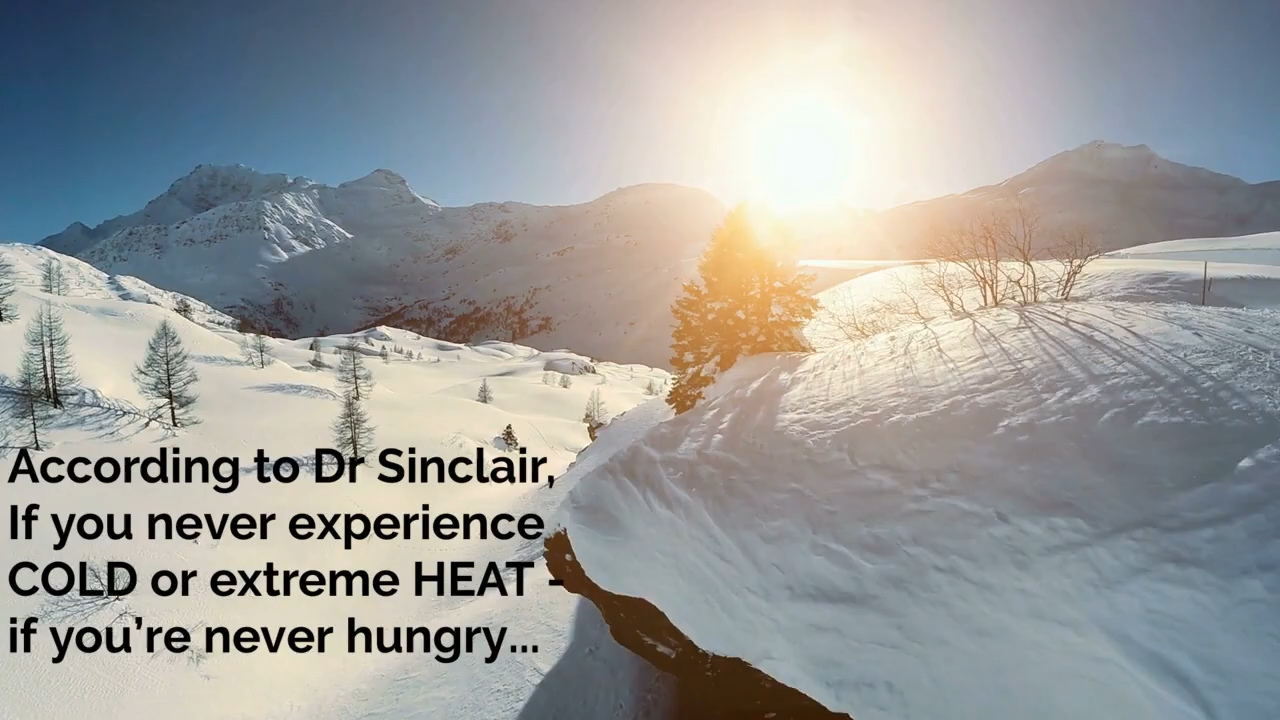 According to Dr Sinclair,
If you never experience
COLD or extreme HEAT -
if you’re never hungry...